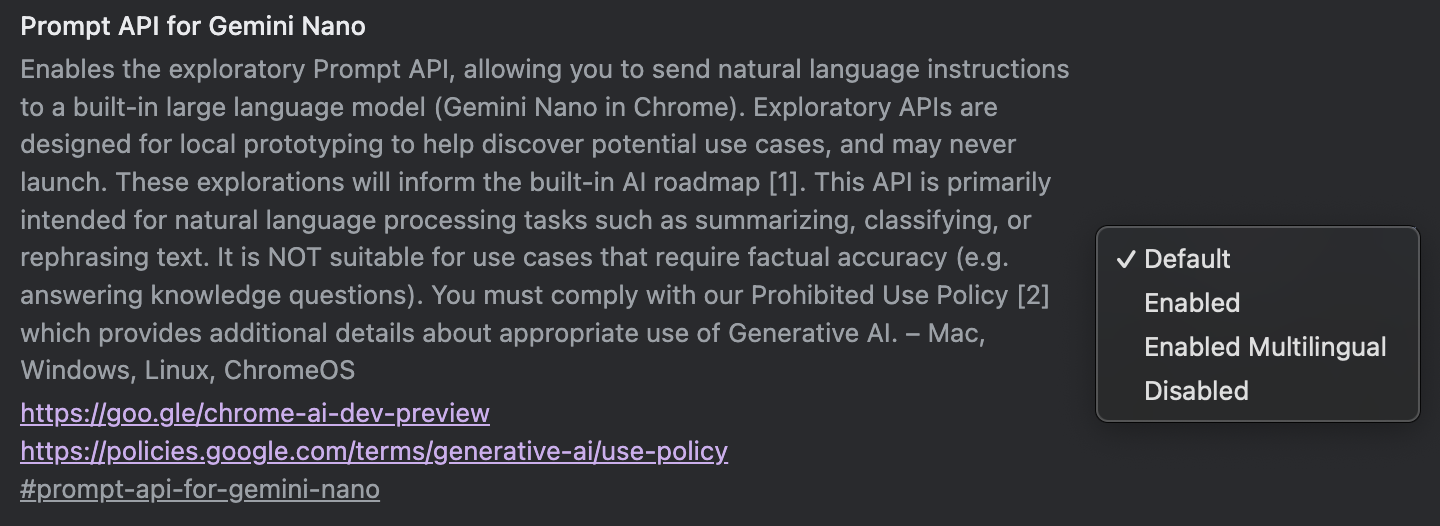 Prompt API for Gemini Nano
Enables the exploratory Prompt API, allowing you to send natural language instructions
to a built-in large language model (Gemini Nano in Chrome). Exploratory APIs are
designed for local prototyping to help discover potential use cases, and may never
launch. These explorations will inform the built-in AI roadmap [1]. This API is primarily
intended for natural language processing tasks such as summarizing, classifying, or
rephrasing text. It is NOT suitable for use cases that require factual accuracy (e.g.
answering knowledge questions). You must comply with our Prohibited Use Policy [2]
which provides additional details about appropriate use of Generative AI. – Mac,
Windows, Linux, ChromeOS
https://goo.gle/chrome-ai-dev-preview
https://policies.google.com/terms/generative-ai/use-policy
#prompt-api-for-gemini-nano
✓ Default
Enabled
Enabled Multilingual
Disabled